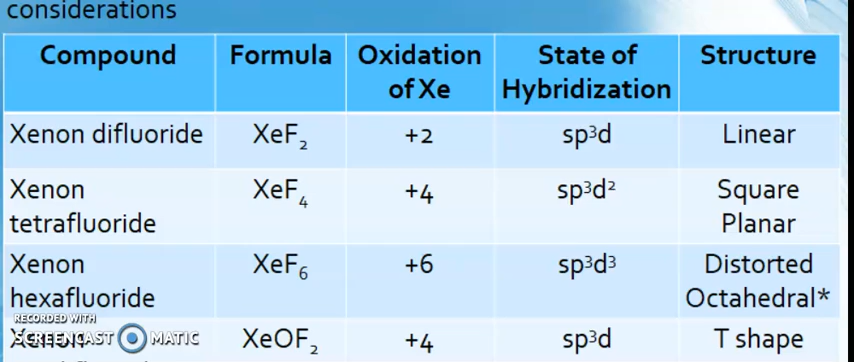 considerations
Compound Formula Oxidation of Xe State of Hybridization Structure
Xenon difluoride XeF₂ +2 sp³d Linear
Xenon tetrafluoride XeF₄ +4 sp³d² Square Planar
Xenon hexafluoride XeF₆ +6 sp³d³ Distorted Octahedral*
RECORDED WITH
SCREENCAST MATIC
Xenon XeOF₂ +4 sp³d T shape